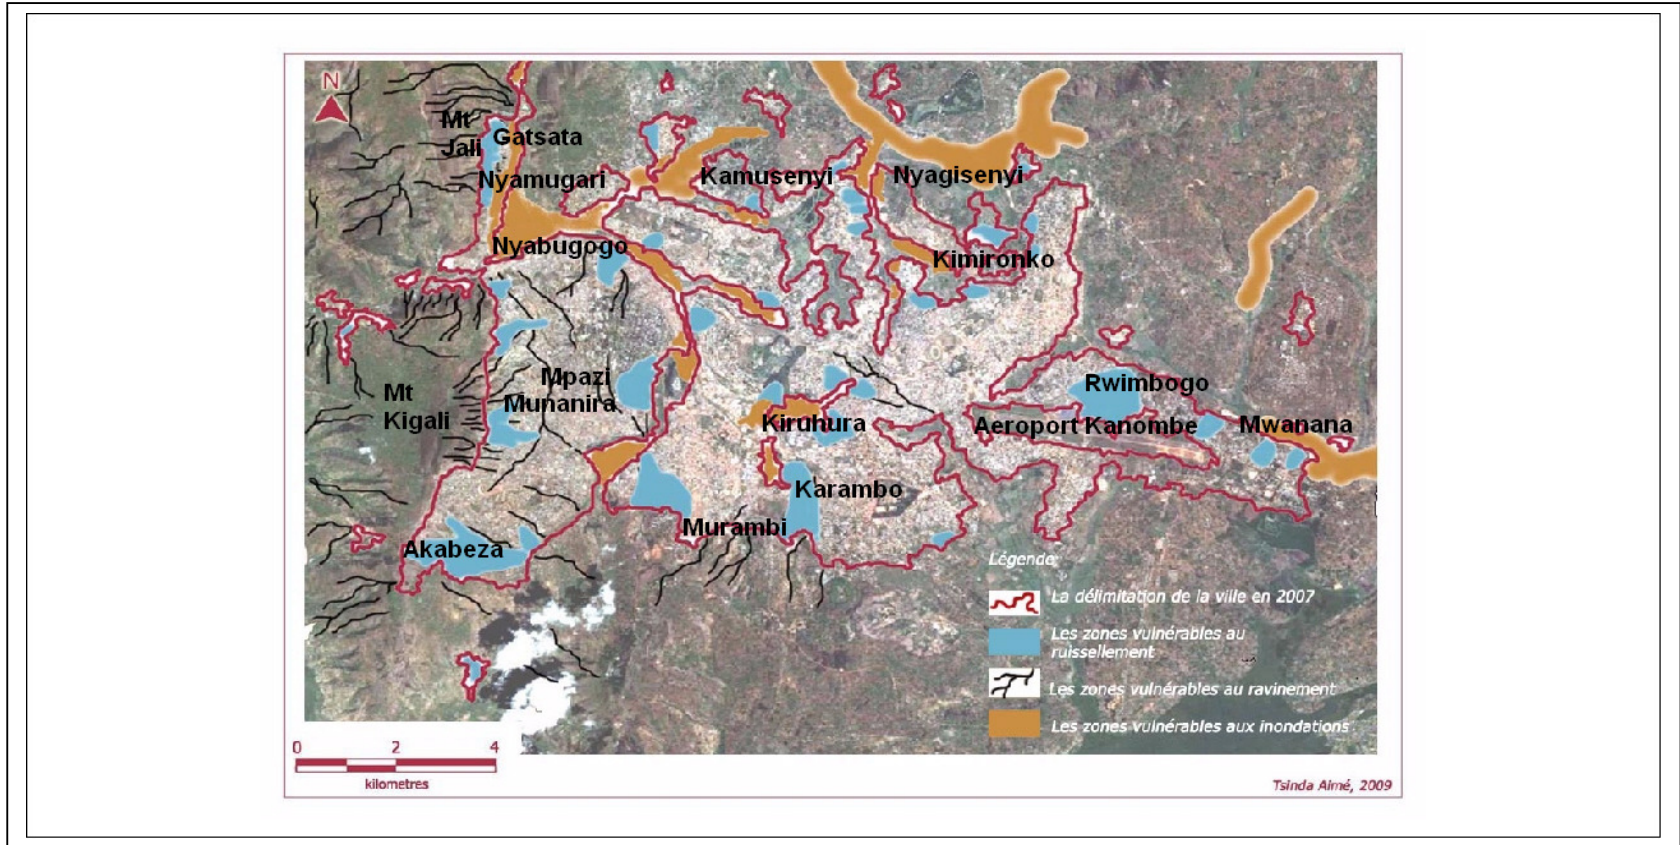 N
Mt
Jali
Gatsata
Nyamugari
Kamusenyi
Nyagisenyi
Nyabugogo
Kimironko
Mt
Kigali
Mpazi
Munanira
Rwimbogo
Kiruhura
Aeroport Kanombe
Mwanana
Karambo
Murambi
Akabeza
Légende
La délimitation de la ville en 2007
Les zones vulnérables au
ruissellement
Les zones vulnérables au ravinement
Les zones vulnérables aux inondations
0 2 4
kilometres
Tsinda Aimé, 2009